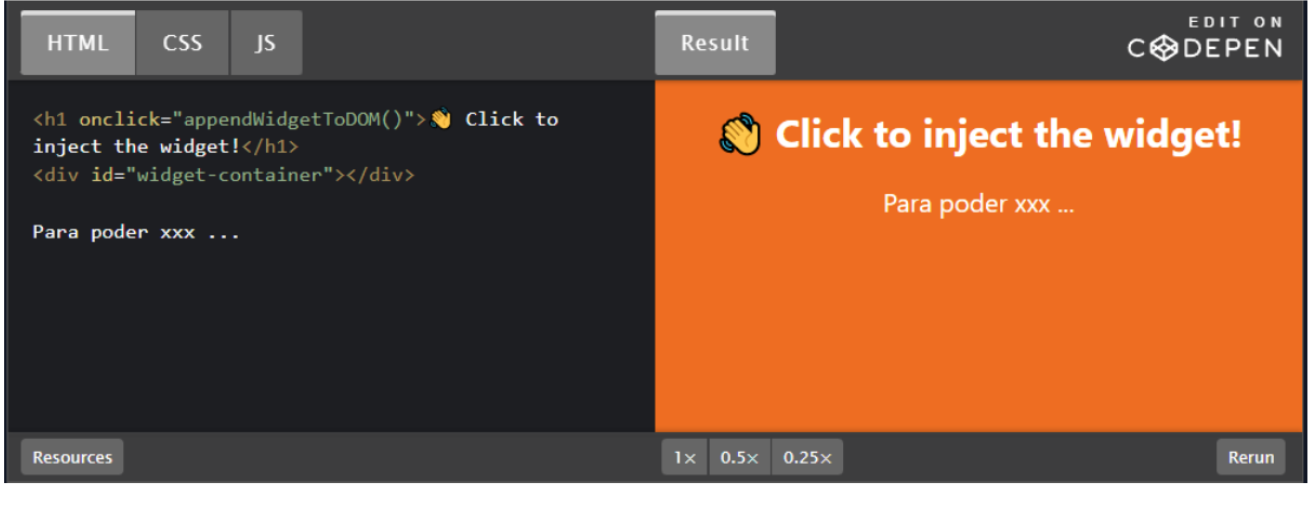 HTML CSS JS
Result
EDIT ON
CODEPEN
<h1 onclick="appendWidgetToDOM()">👋 Click to
inject the widget!</h1>
<div id="widget-container"></div>
Para poder xxx ...
👋 Click to inject the widget!
Para poder xxx ...
Resources
1× 0.5× 0.25×
Rerun